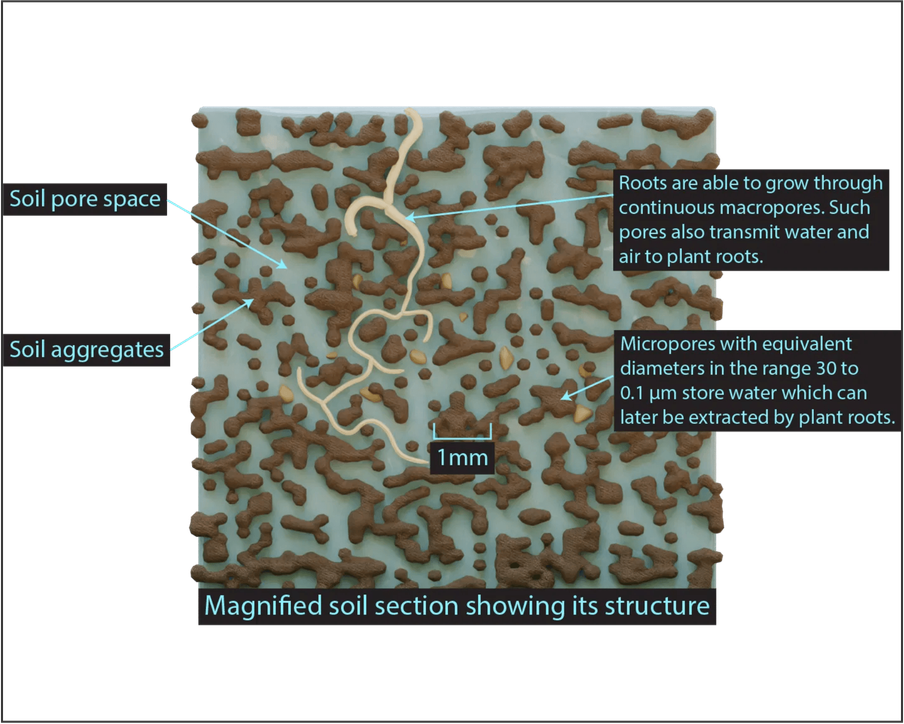 Soil pore space
Soil aggregates
Roots are able to grow through
continuous macropores. Such
pores also transmit water and
air to plant roots.
Micropores with equivalent
diameters in the range 30 to
0.1 µm store water which can
later be extracted by plant roots.
1mm
Magnified soil section showing its structure